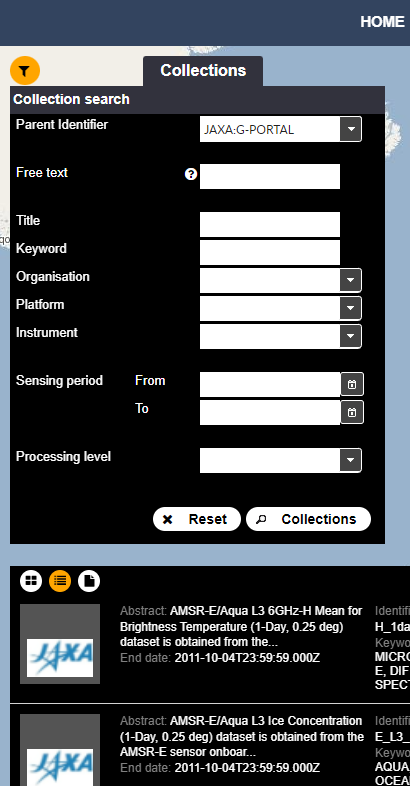 HOME
Collections
Collection search
Parent Identifier
JAXA:G-PORTAL
Free text
?
Title
Keyword
Organisation
Platform
Instrument
Sensing period From
To
Processing level
Reset Collections
Abstract: AMSR-E/Aqua L3 6GHz-H Mean for
Brightness Temperature (1-Day, 0.25 deg)
dataset is obtained from the...
End date: 2011-10-04T23:59:59.000Z
Identifi
H_1da
Keywo
MICRO
E, DIF
SPECT
JAXA
Abstract: AMSR-E/Aqua L3 Ice Concentration
(1-Day, 0.25 deg) dataset is obtained from the
AMSR-E sensor onboar...
End date: 2011-10-04T23:59:59.000Z
Identifi
E_L3_
Keywo
AQUA
OCEA
JAXA